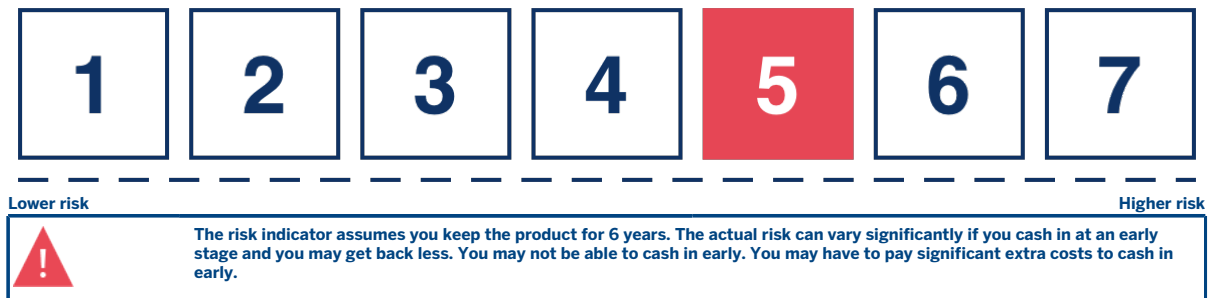 1 2 3 4 5 6 7
Lower risk Higher risk
!
The risk indicator assumes you keep the product for 6 years. The actual risk can vary significantly if you cash in at an early
stage and you may get back less. You may not be able to cash in early. You may have to pay significant extra costs to cash in
early.